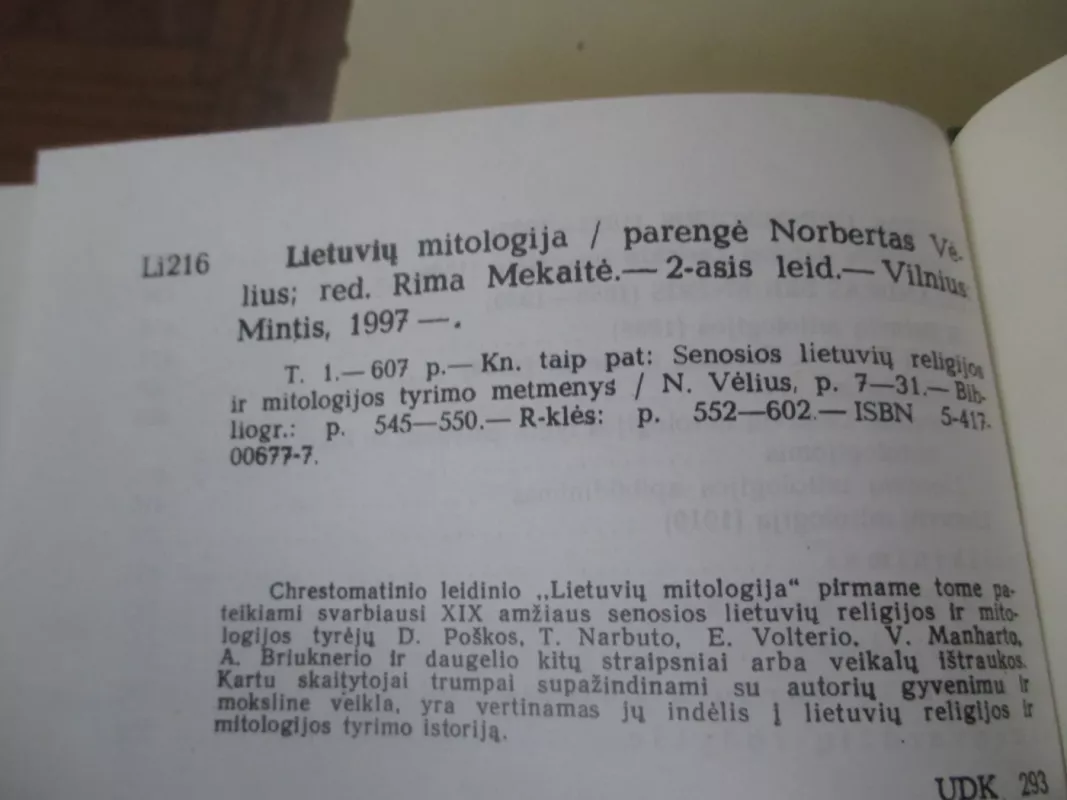 Li216
Lietuvių mitologija / parengė Norbertas Vė-
lius; red. Rima Mekaitė.— 2-asis leid.— Vilnius:
Mintis, 1997 —.
T. 1.— 607 p.— Kn. taip pat: Senosios lietuvių religijos
ir mitologijos tyrimo metmenys / N. Vėlius, p. 7—31.— Bib-
liogr.: p. 545—550.— R-klės: p. 552—602.— ISBN 5-417-
00677-7.
Chrestomatinio leidinio „Lietuvių mitologija“ pirmame tome pa-
teikiami svarbiausi XIX amžiaus senosios lietuvių religijos ir mito-
logijos tyrėjų D. Poškos, T. Narbuto, E. Volterio, V. Manharto,
A. Briuknerio ir daugelio kitų straipsniai arba veikalų ištraukos.
Kartu skaitytojai trumpai supažindinami su autorių gyvenimu ir
moksline veikla, yra vertinamas jų indėlis į lietuvių religijos ir
mitologijos tyrimo istoriją.
UDK 293